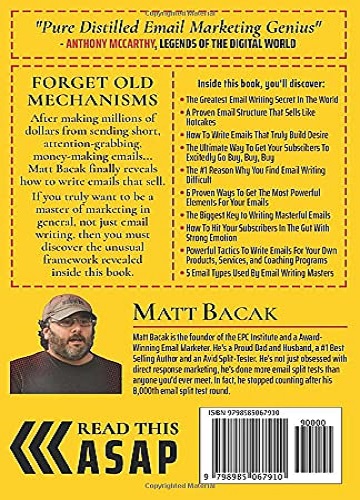 "Pure Distilled Email Marketing Genius"
- ANTHONY MCCARTHY, LEGENDS OF THE DIGITAL WORLD
FORGET OLD
MECHANISMS
After making millions of
dollars from sending short,
attention-grabbing,
money-making emails...
Matt Bacak finally reveals
how to write emails that sell.
If you truly want to be a
master of marketing in
general, not just email
writing, then you must
discover the unusual
framework revealed
inside this book.
Inside this book, you'll discover:
• The Greatest Email Writing Secret In The World
• A Proven Email Structure That Sells Like
Hotcakes
• How To Write Emails That Truly Build Desire
• The Ultimate Way To Get Your Subscribers To
Excitedly Go Buy, Buy, Buy
• The #1 Reason Why You Find Email Writing
Difficult
• 6 Proven Ways To Get The Most Powerful
Elements For Your Emails
• The Biggest Key to Writing Masterful Emails
• How To Hit Your Subscribers In The Gut With
Strong Emotion
• Powerful Tactics To Write Emails For Your Own
Products, Services, and Coaching Programs
• 5 Email Types Used By Email Writing Masters
MATT BACAK
Matt Bacak is the founder of the EPC Institute and a Award-
Winning Email Marketer. He's a Proud Dad and Husband, a #1 Best
Selling Author and an Avid Split-Tester. He's not just obsessed with
direct response marketing, he's done more email split tests than
anyone you'd ever meet. In fact, he stopped counting after his
8,000th email split test round.
READ THIS
ASAP
ISBN 9798985067910
90000
9 798985 067910